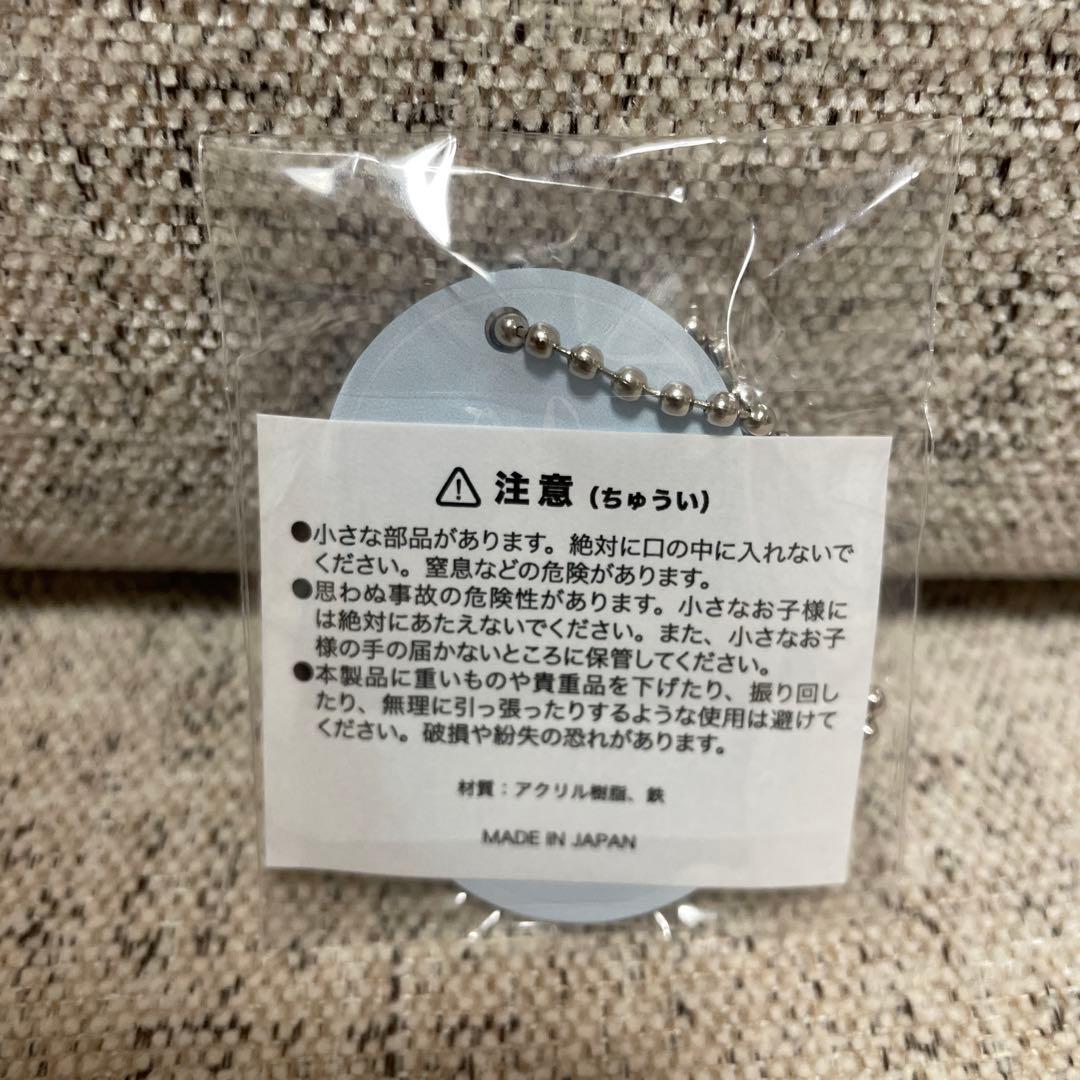 注意 (ちゅうい)
●小さな部品があります。絶対に口の中に入れないで
ください。窒息などの危険があります。
●思わぬ事故の危険性があります。小さなお子様に
は絶対にあたえないでください。また、小さなお子
様の手の届かないところに保管してください。
●本製品に重いものや貴重品を下げたり、振り回し
たり、無理に引っ張ったりするような使用は避けて
ください。破損や紛失の恐れがあります。
材質：アクリル樹脂、鉄
MADE IN JAPAN